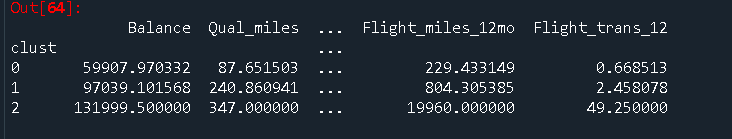 Out[64]:
Balance Qual_miles ... Flight_miles_12mo Flight_trans_12
clust ...
0 59907.970332 87.651503 ... 229.433149 0.668513
1 97039.101568 240.860941 ... 804.305385 2.458078
2 131999.500000 347.000000 ... 19960.000000 49.250000